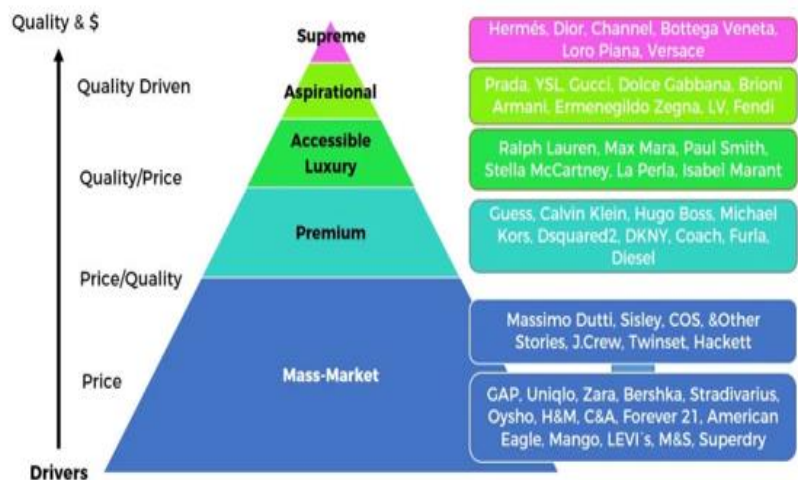 Quality & $
Supreme
Hermés, Dior, Channel, Bottega Veneta,
Loro Piana, Versace
Quality Driven
Aspirational
Prada, YSL, Gucci, Dolce Gabbana, Brioni
Armani, Ermenegildo Zegna, LV, Fendi
Accessible
Luxury
Ralph Lauren, Max Mara, Paul Smith,
Stella McCartney, La Perla, Isabel Marant
Quality/Price
Premium
Guess, Calvin Klein, Hugo Boss, Michael
Kors, Dsquared2, DKNY, Coach, Furla,
Diesel
Price/Quality
Massimo Dutti, Sisley, COS, &Other
Stories, J.Crew, Twinset, Hackett
Price
Mass-Market
GAP, Uniqlo, Zara, Bershka, Stradivarius,
Oysho, H&M, C&A, Forever 21, American
Eagle, Mango, LEVI´s, M&S, Superdry
Drivers